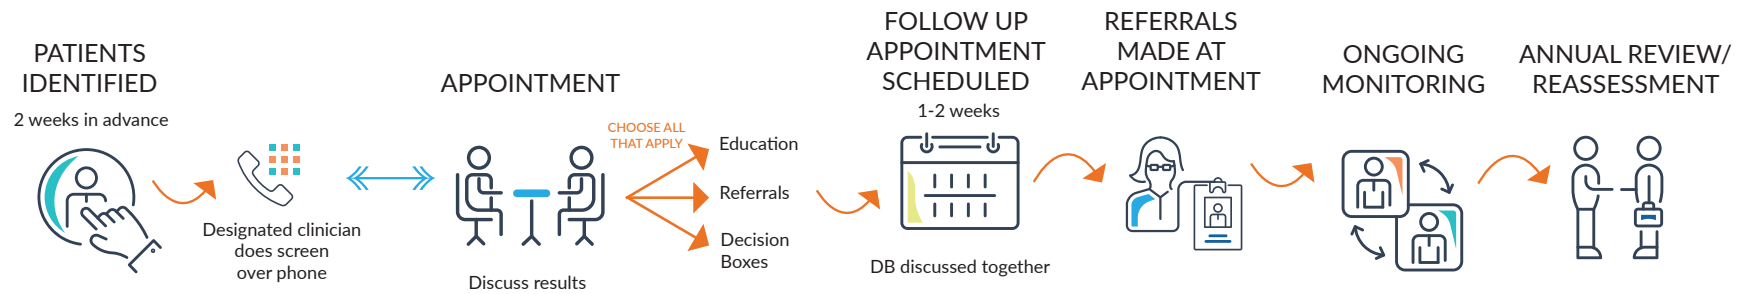 PATIENTS
IDENTIFIED
2 weeks in advance
Designated clinician
does screen
over phone
APPOINTMENT
Discuss results
CHOOSE ALL
THAT APPLY
Education
Referrals
Decision
Boxes
FOLLOW UP
APPOINTMENT
SCHEDULED
1-2 weeks
DB discussed together
REFERRALS
MADE AT
APPOINTMENT
ONGOING
MONITORING
ANNUAL REVIEW/
REASSESSMENT